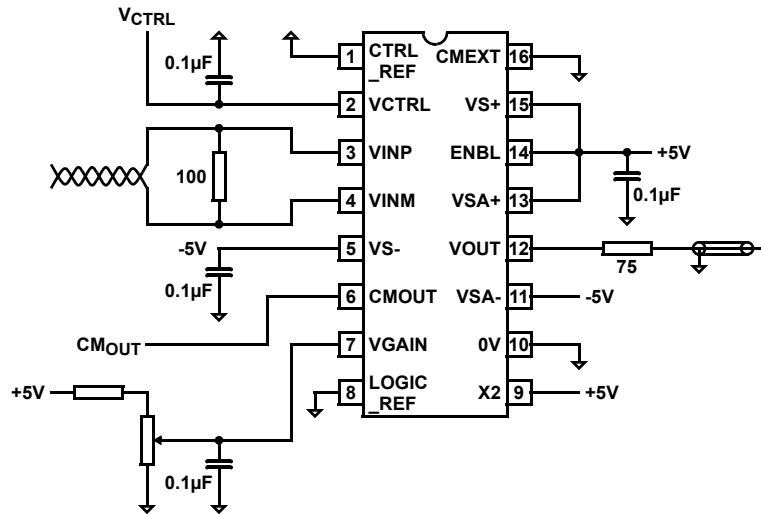 VCTRL
0.1µF
1 CTRL_REF
CMEXT 16
2 VCTRL
VS+ 15
100
3 VINP
ENBL 14
+5V
0.1µF
4 VINM
VSA+ 13
-5V
0.1µF
5 VS-
VOUT 12
75
6 CMOUT
VSA- 11
-5V
CMOUT
7 VGAIN
0V 10
+5V
8 LOGIC_REF
X2 9
+5V
0.1µF